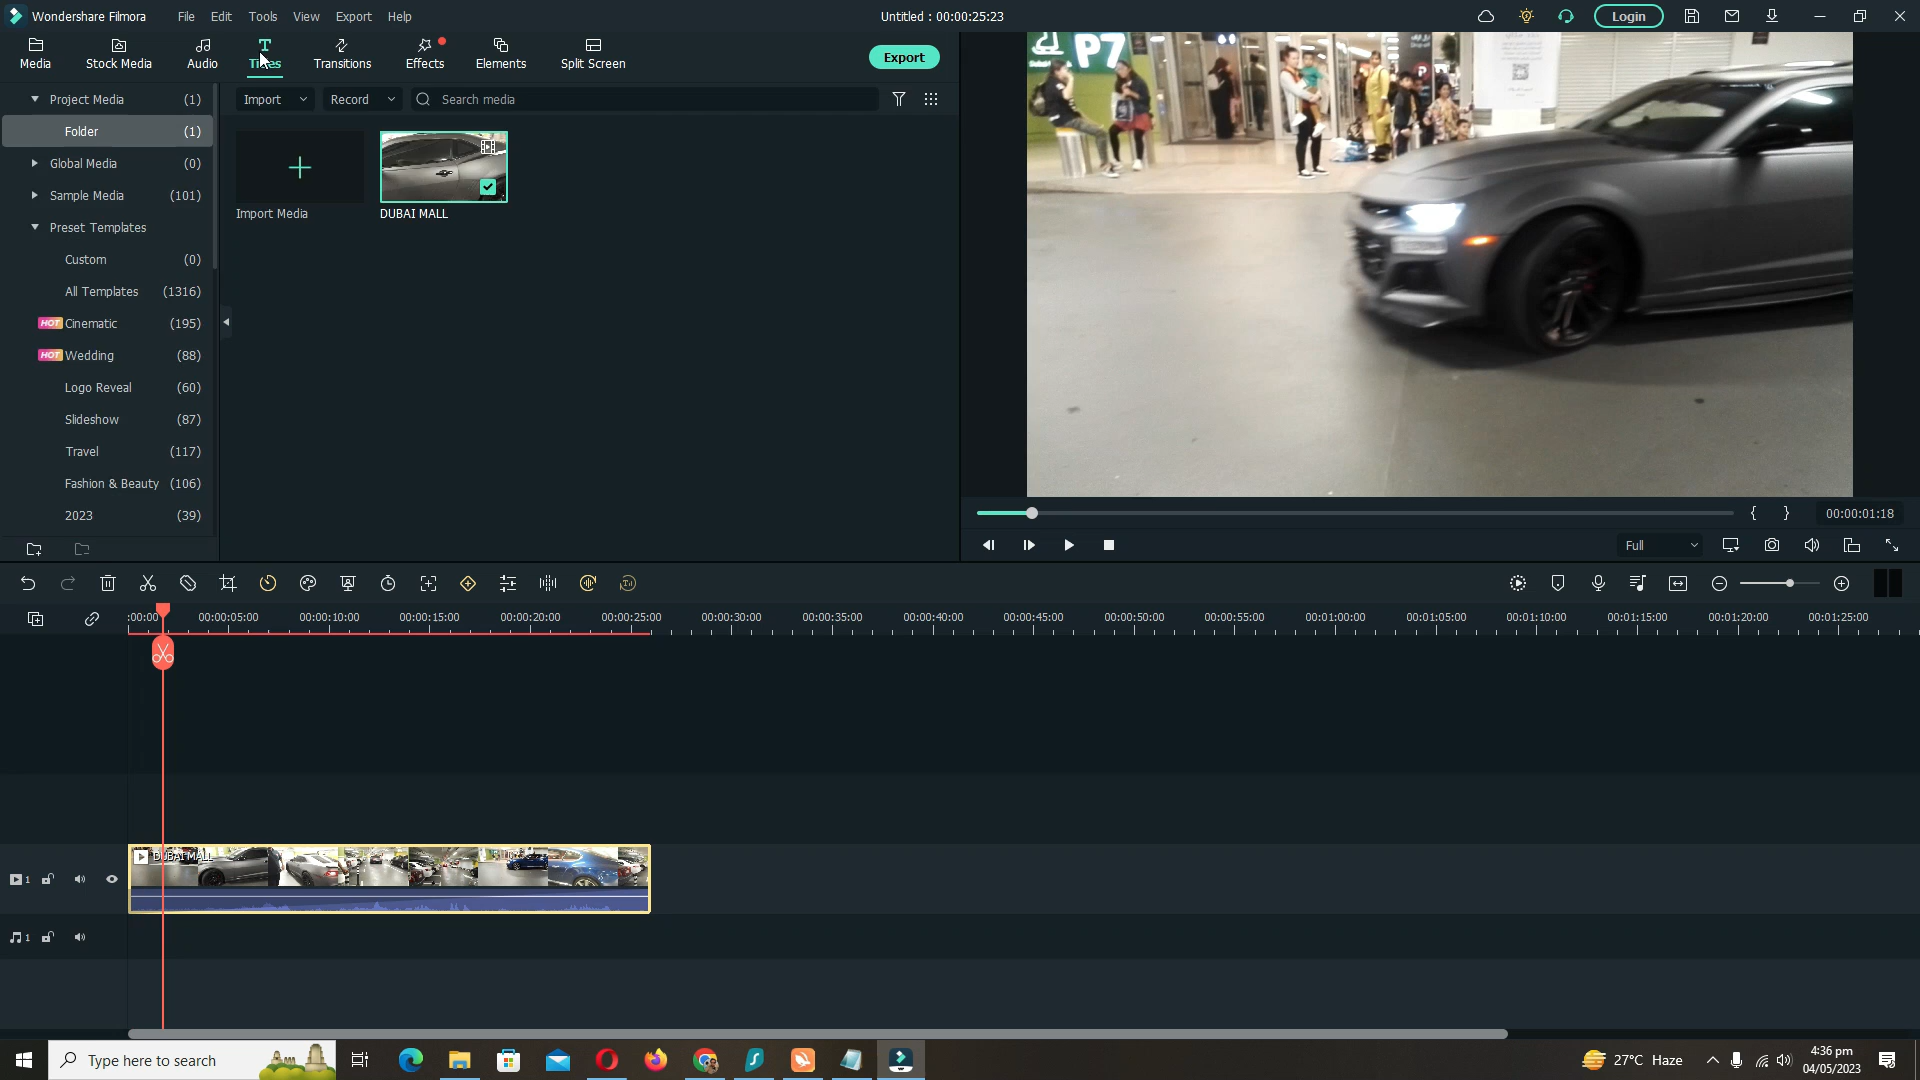 Wondershare Filmora
File
Edit
Tools
View
Export
Help
Untitled : 00:00:25:23
Login
Media
Stock Media
Audio
Titles
Transitions
Effects
Elements
Split Screen
Export
Project Media (1)
Folder (1)
Global Media (0)
Sample Media (101)
Preset Templates
Custom (0)
All Templates (1316)
HOT Cinematic (195)
HOT Wedding (88)
Logo Reveal (60)
Slideshow (87)
Travel (117)
Fashion & Beauty (106)
2023 (39)
Import
Record
Search media
Import Media
DUBAI MALL
P7
{ }
00:00:01:18
Full
:00:00
00:00:05:00
00:00:10:00
00:00:15:00
00:00:20:00
00:00:25:00
00:00:30:00
00:00:35:00
00:00:40:00
00:00:45:00
00:00:50:00
00:00:55:00
00:01:00:00
00:01:05:00
00:01:10:00
00:01:15:00
00:01:20:00
00:01:25:00
DUBAI MALL
1
1
Type here to search
27°C Haze
4:36 pm
04/05/2023